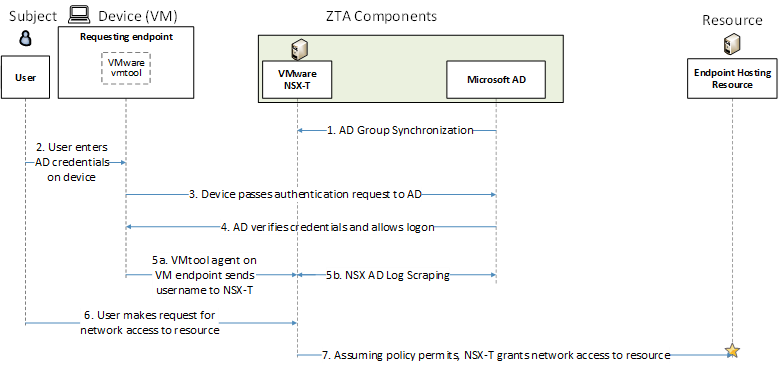 Subject
Device (VM)
ZTA Components
Resource
Requesting endpoint
VMware
vmtool
User
VMware
NSX-T
Microsoft AD
Endpoint Hosting
Resource
1. AD Group Synchronization
2. User enters
AD credentials
on device
3. Device passes authentication request to AD
4. AD verifies credentials and allows logon
5a. VMtool agent on
VM endpoint sends
username to NSX-T
5b. NSX AD Log Scraping
6. User makes request for
network access to resource
7. Assuming policy permits, NSX-T grants network access to resource